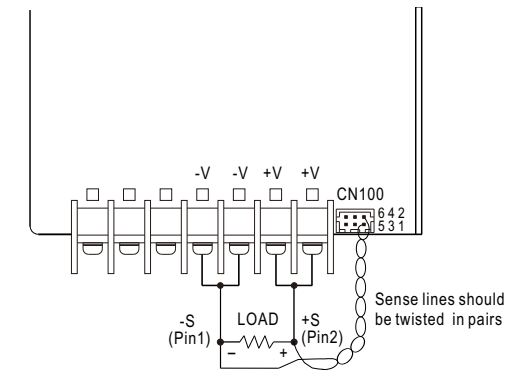 -V -V +V +V
CN100
6 4 2
5 3 1
-S
(Pin1)
LOAD
+S
(Pin2)
– +
Sense lines should
be twisted in pairs